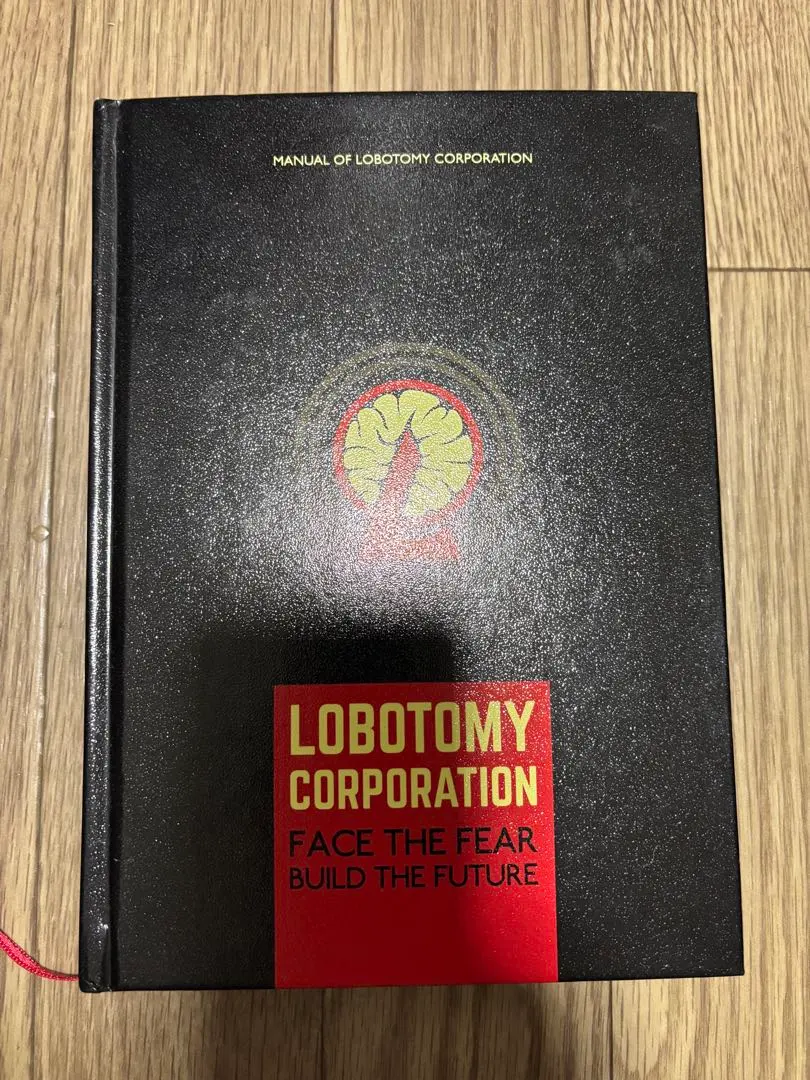 MANUAL OF LOBOTOMY CORPORATION
LOBOTOMY
CORPORATION
FACE THE FEAR
BUILD THE FUTURE